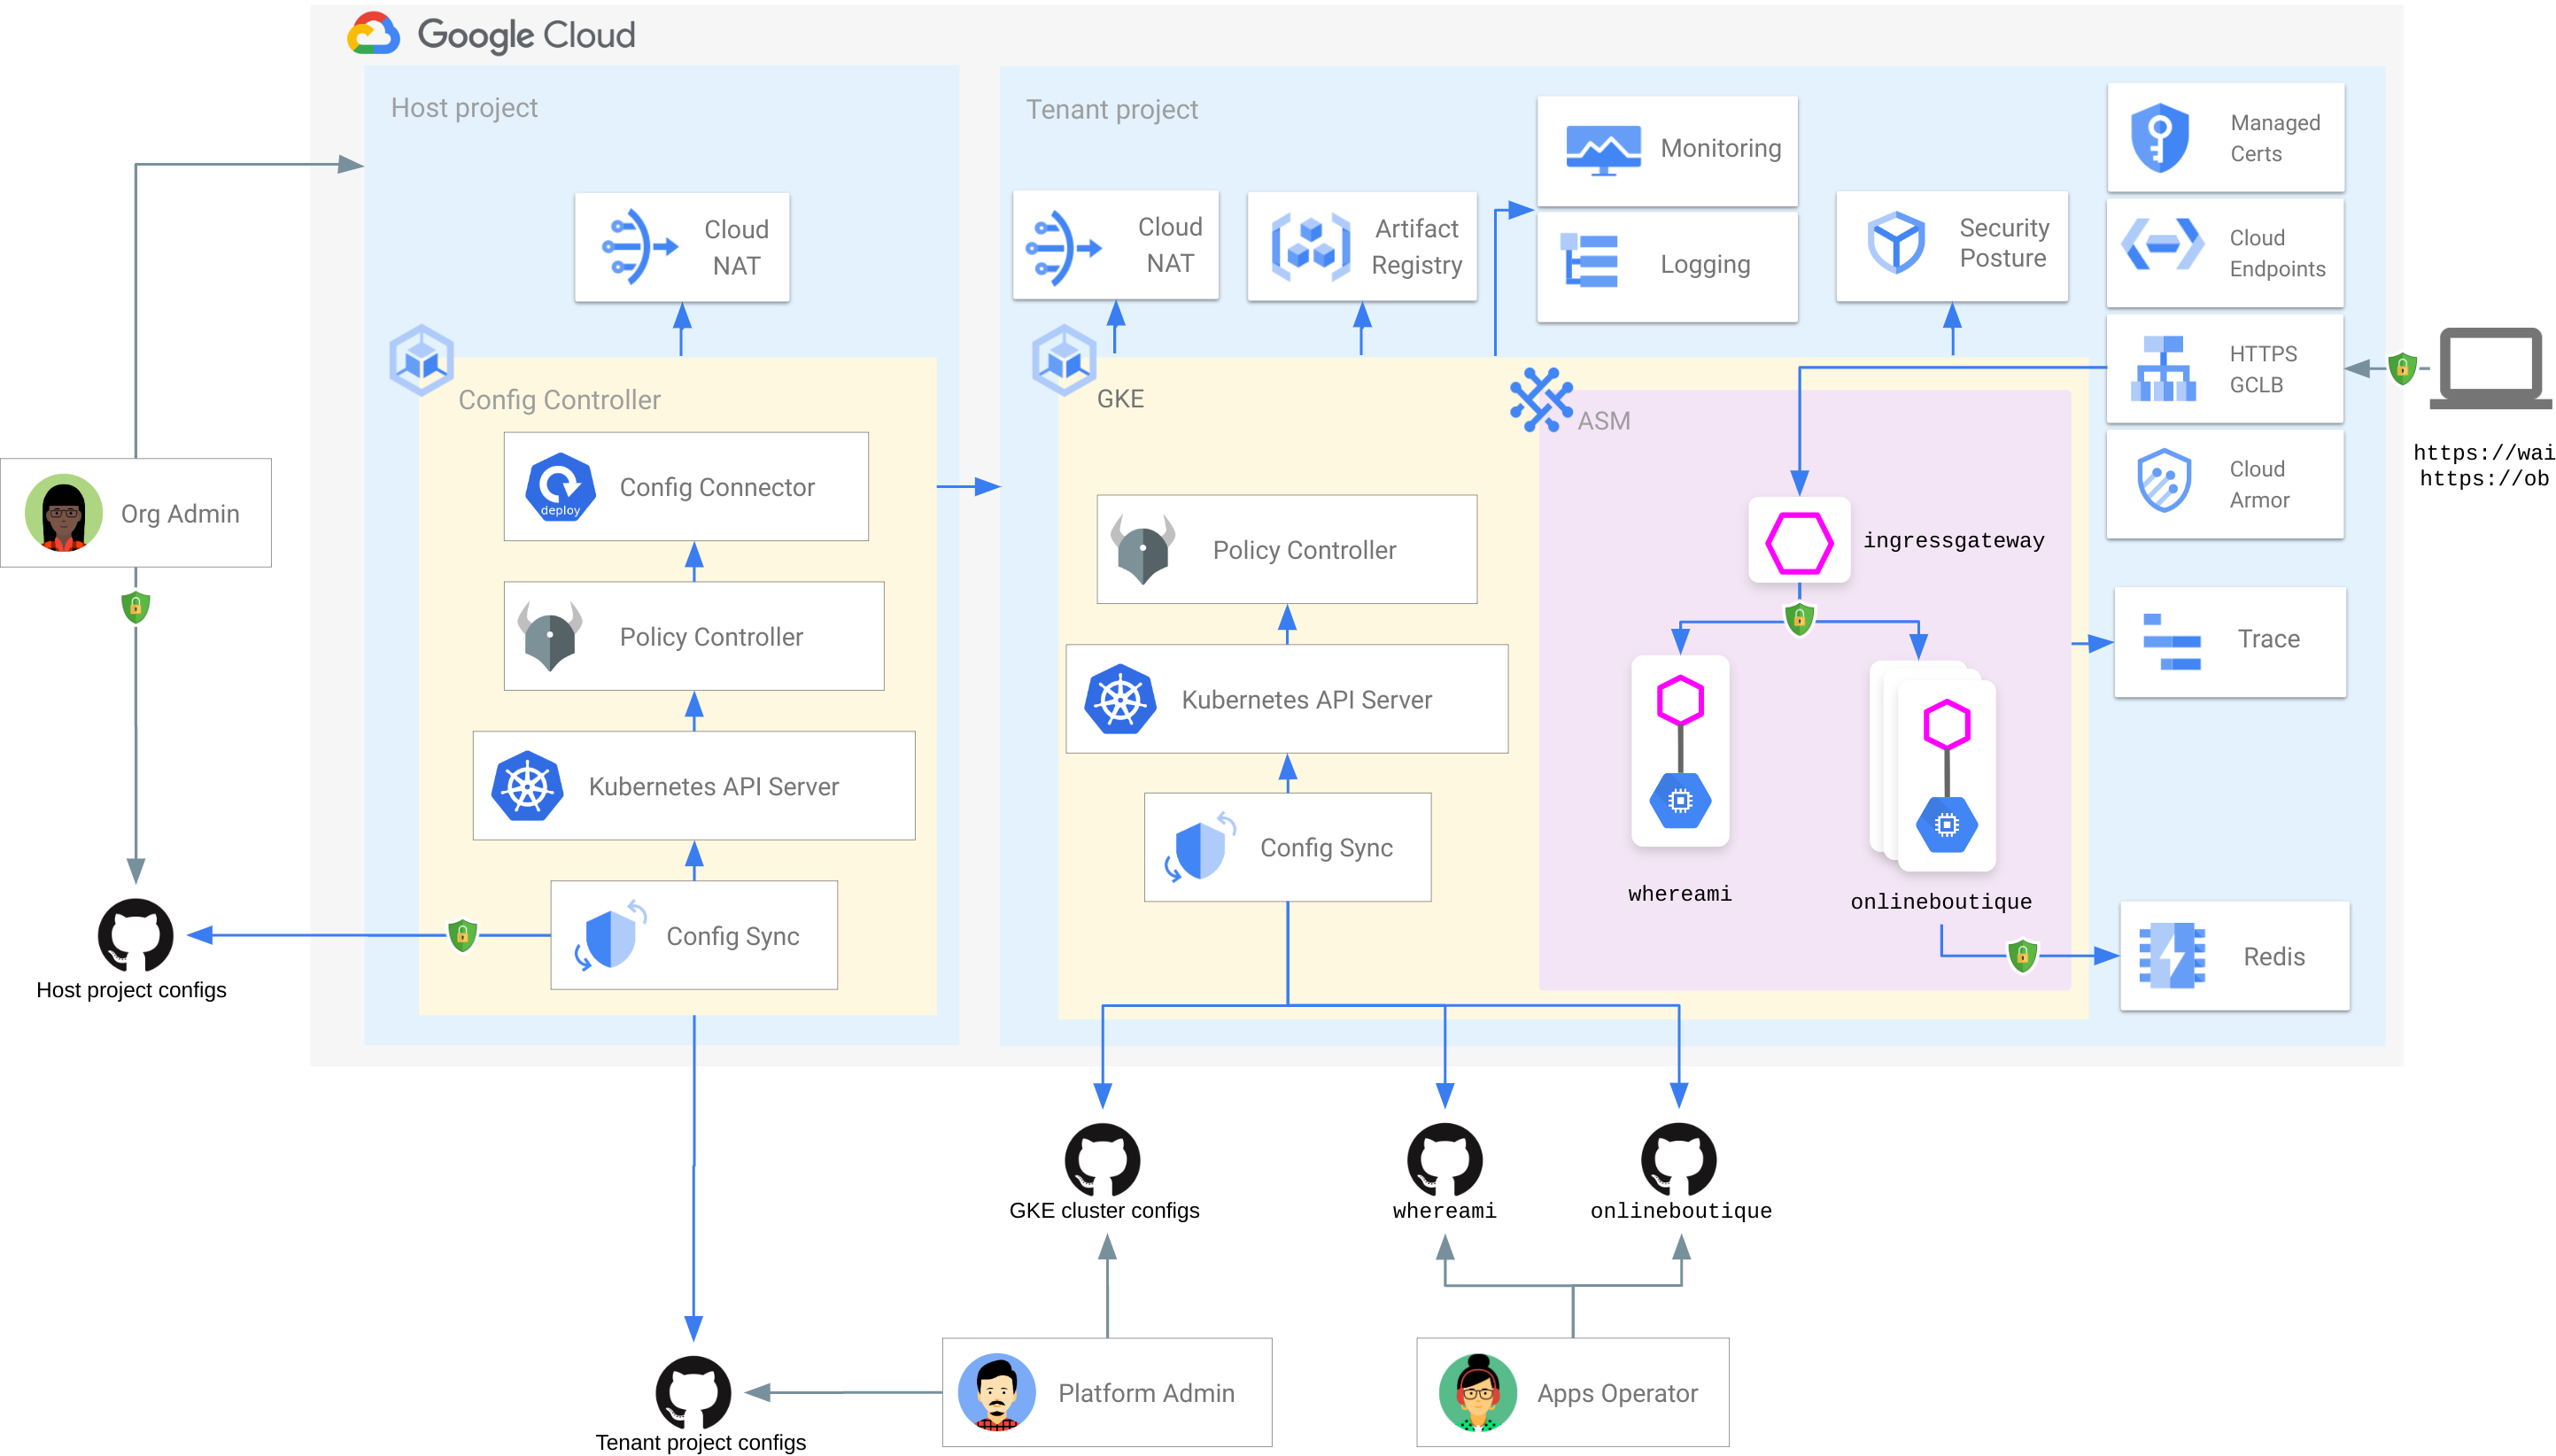 Google Cloud
Host project
Cloud
NAT
Config Controller
Config Connector
deploy
Policy Controller
Kubernetes API Server
Config Sync
Org Admin
Host project configs
Tenant project
Cloud
NAT
Artifact
Registry
Monitoring
Logging
Security
Posture
Managed
Certs
Cloud
Endpoints
HTTPS
GCLB
Cloud
Armor
https://wai
https://ob
GKE
ASM
Policy Controller
Kubernetes API Server
Config Sync
ingressgateway
whereami
onlineboutique
Trace
Redis
GKE cluster configs
whereami
onlineboutique
Platform Admin
Apps Operator
Tenant project configs